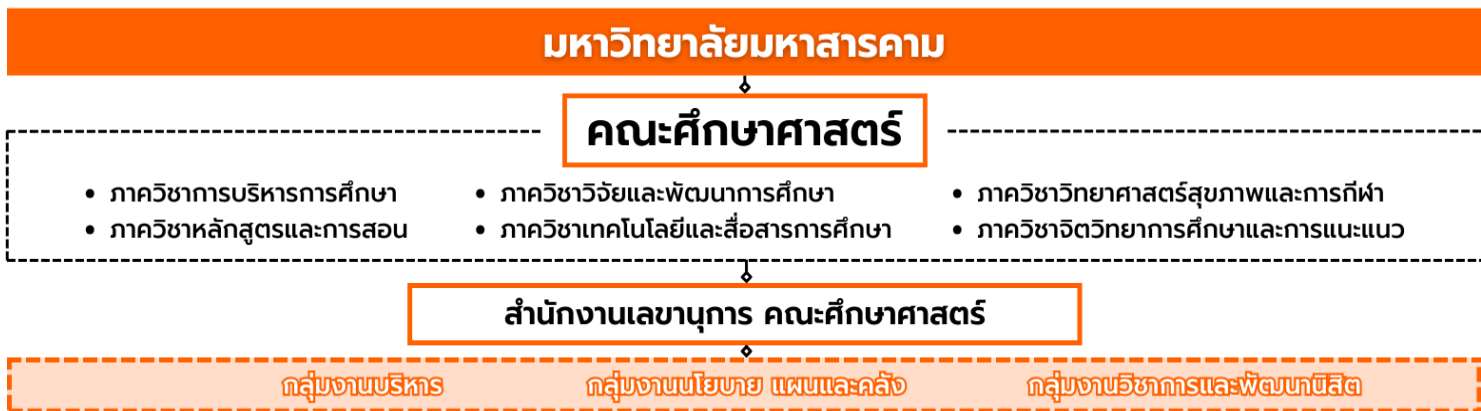 มหาวิทยาลัยมหาสารคาม
คณะศึกษาศาสตร์
• ภาควิชาการบริหารการศึกษา
• ภาควิชาหลักสูตรและการสอน
• ภาควิชาวิจัยและพัฒนาการศึกษา
• ภาควิชาเทคโนโลยีและสื่อสารการศึกษา
• ภาควิชาวิทยาศาสตร์สุขภาพและการกีฬา
• ภาควิชาจิตวิทยาการศึกษาและการแนะแนว
สำนักงานเลขานุการ คณะศึกษาศาสตร์
กลุ่มงานบริหาร
กลุ่มงานนโยบาย แผนและคลัง
กลุ่มงานวิชาการและพัฒนานิสิต